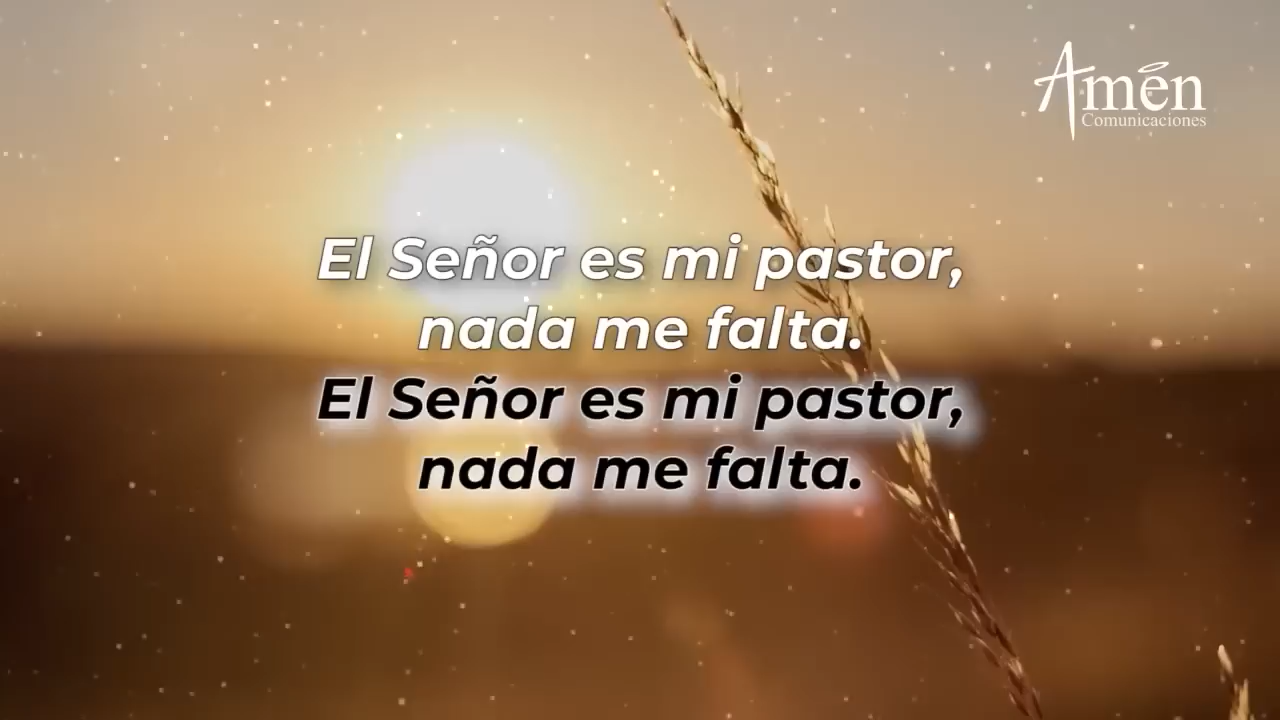 Amén
Comunicaciones
El Señor es mi pastor,
nada me falta.
El Señor es mi pastor,
nada me falta.